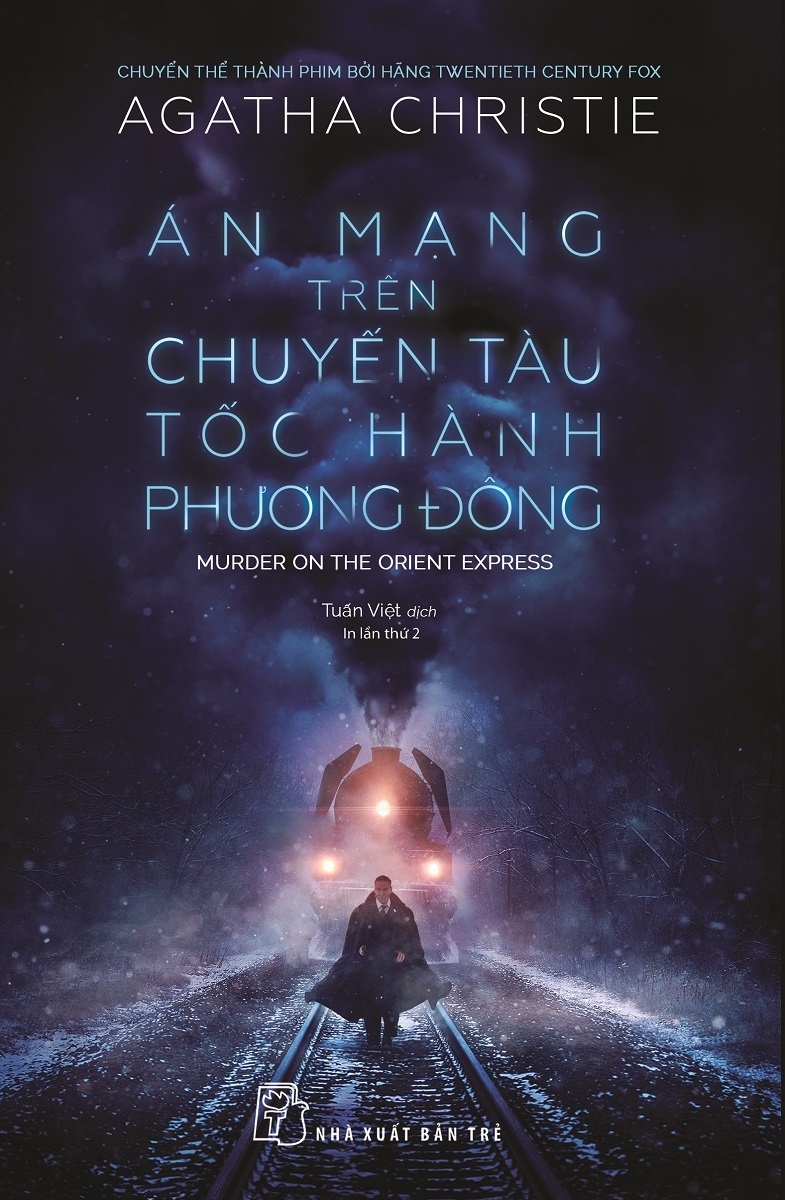 CHUYỂN THỂ THÀNH PHIM BỞI HÃNG TWENTIETH CENTURY FOX
AGATHA CHRISTIE
ÁN MẠNG
TRÊN
CHUYẾN TÀU
TỐC HÀNH
PHƯƠNG ĐÔNG
MURDER ON THE ORIENT EXPRESS
Tuấn Việt dịch
In lần thứ 2
T
NHÀ XUẤT BẢN TRẺ